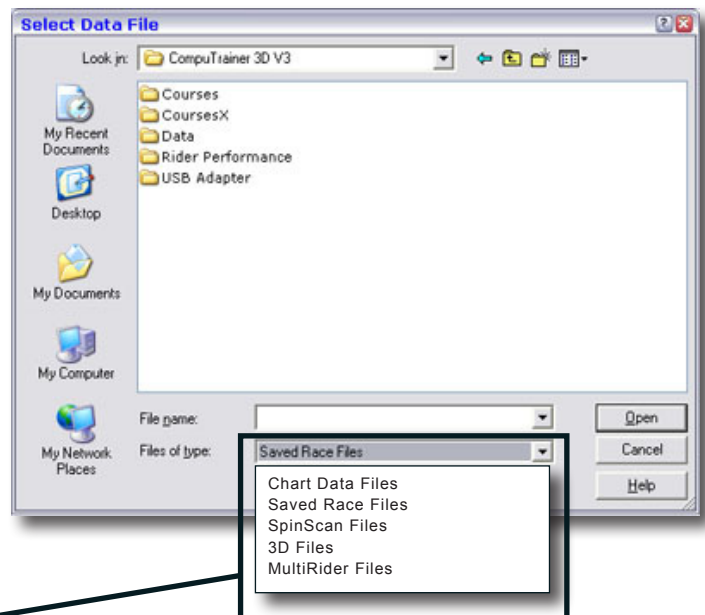 Select Data File
Look in: CompuTrainer 3D V3
Courses
CoursesX
Data
Rider Performance
USB Adapter
My Recent
Documents
Desktop
My Documents
My Computer
My Network
Places
File name:
Open
Files of type: Saved Race Files
Cancel
Help
Chart Data Files
Saved Race Files
SpinScan Files
3D Files
MultiRider Files